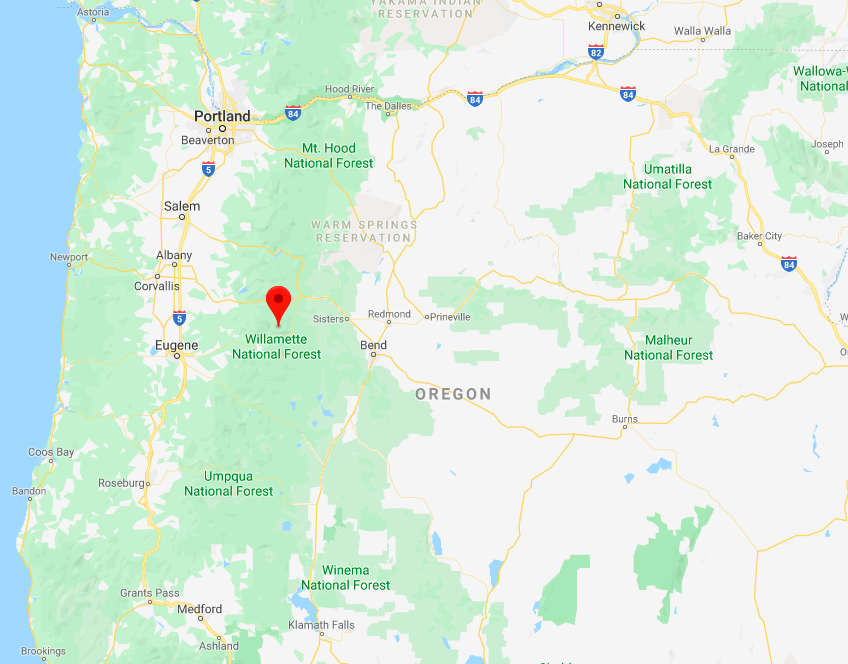 Astoria
YAKAMA INDIAN
RESERVATION
Kennewick
Walla Walla
82
Wallowa-
National
Hood River
84
84
The Dalles
84
Portland
Beaverton
Mt. Hood
National Forest
La Grande
Joseph
5
Umatilla
National Forest
Salem
WARM SPRINGS
RESERVATION
Baker City
Newport
Albany
84
Corvallis
5
Sisters
Redmond
Prineville
Eugene
Willamette
National Forest
Bend
Malheur
National Forest
OREGON
Burns
Coos Bay
Umpqua
National Forest
Roseburg
Bandon
Winema
National Forest
Grants Pass
Medford
Klamath Falls
Ashland
Brookings